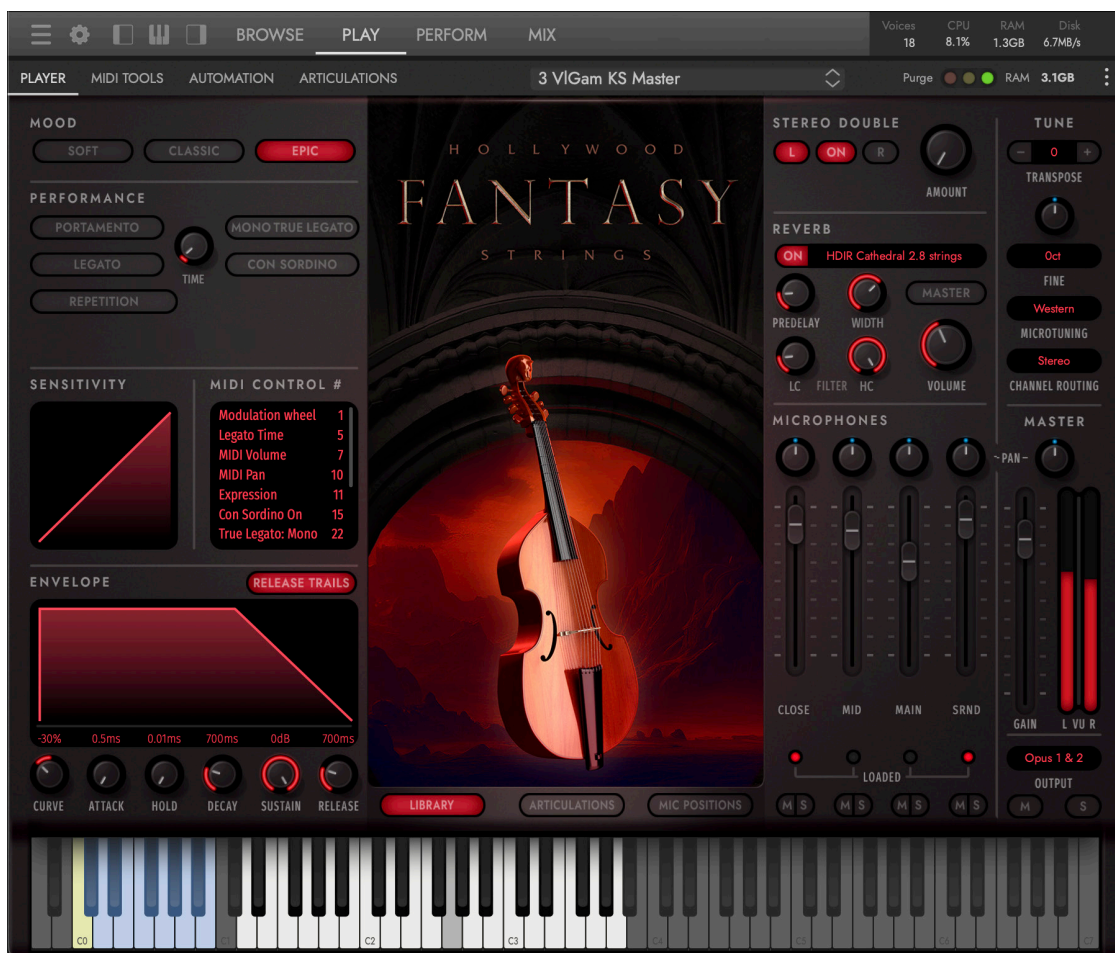 BROWSE PLAY PERFORM MIX
Voices CPU RAM Disk
18 8.1% 1.3GB 6.7MB/s
PLAYER MIDI TOOLS AUTOMATION ARTICULATIONS
3 VlGam KS Master
Purge RAM 3.1GB
MOOD
SOFT CLASSIC EPIC
PERFORMANCE
PORTAMENTO
MONO TRUE LEGATO
LEGATO
CON SORDINO
TIME
REPETITION
SENSITIVITY
MIDI CONTROL #
Modulation wheel 1
Legato Time 5
MIDI Volume 7
MIDI Pan 10
Expression 11
Con Sordino On 15
True Legato: Mono 22
ENVELOPE
RELEASE TRAILS
-30% 0.5ms 0.01ms 700ms 0dB 700ms
CURVE ATTACK HOLD DECAY SUSTAIN RELEASE
HOLLYWOOD
FANTASY
STRINGS
LIBRARY ARTICULATIONS MIC POSITIONS
STEREO DOUBLE
L ON R
AMOUNT
REVERB
ON HDIR Cathedral 2.8 strings
PREDELAY WIDTH
MASTER
LC FILTER HC
VOLUME
MICROPHONES
~PAN-
CLOSE MID MAIN SRND
LOADED
M S M S M S M S
TUNE
- 0 +
TRANSPOSE
0ct
FINE
Western
MICROTUNING
Stereo
CHANNEL ROUTING
MASTER
GAIN L VU R
Opus 1 & 2
OUTPUT
M S
C0 C1 C2 C3 C4 C5 C6 C7